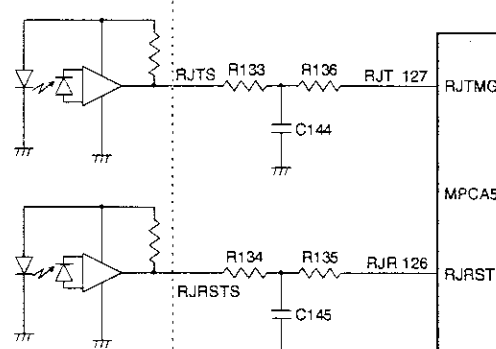 RJTS R133 R136 RJT 127 RJTMG
C144
MPCA5
R134 R135 RJR 126 RJRST
RJRSTS
C145